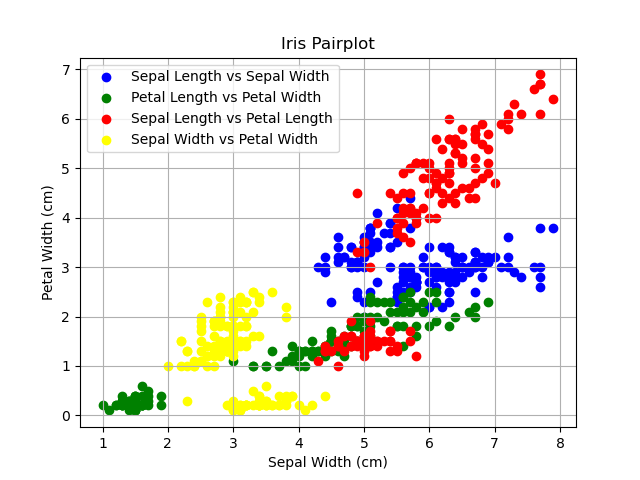 Iris Pairplot
Sepal Length vs Sepal Width
Petal Length vs Petal Width
Sepal Length vs Petal Length
Sepal Width vs Petal Width
Petal Width (cm)
7
6
5
4
3
2
1
0
1 2 3 4 5 6 7 8
Sepal Width (cm)